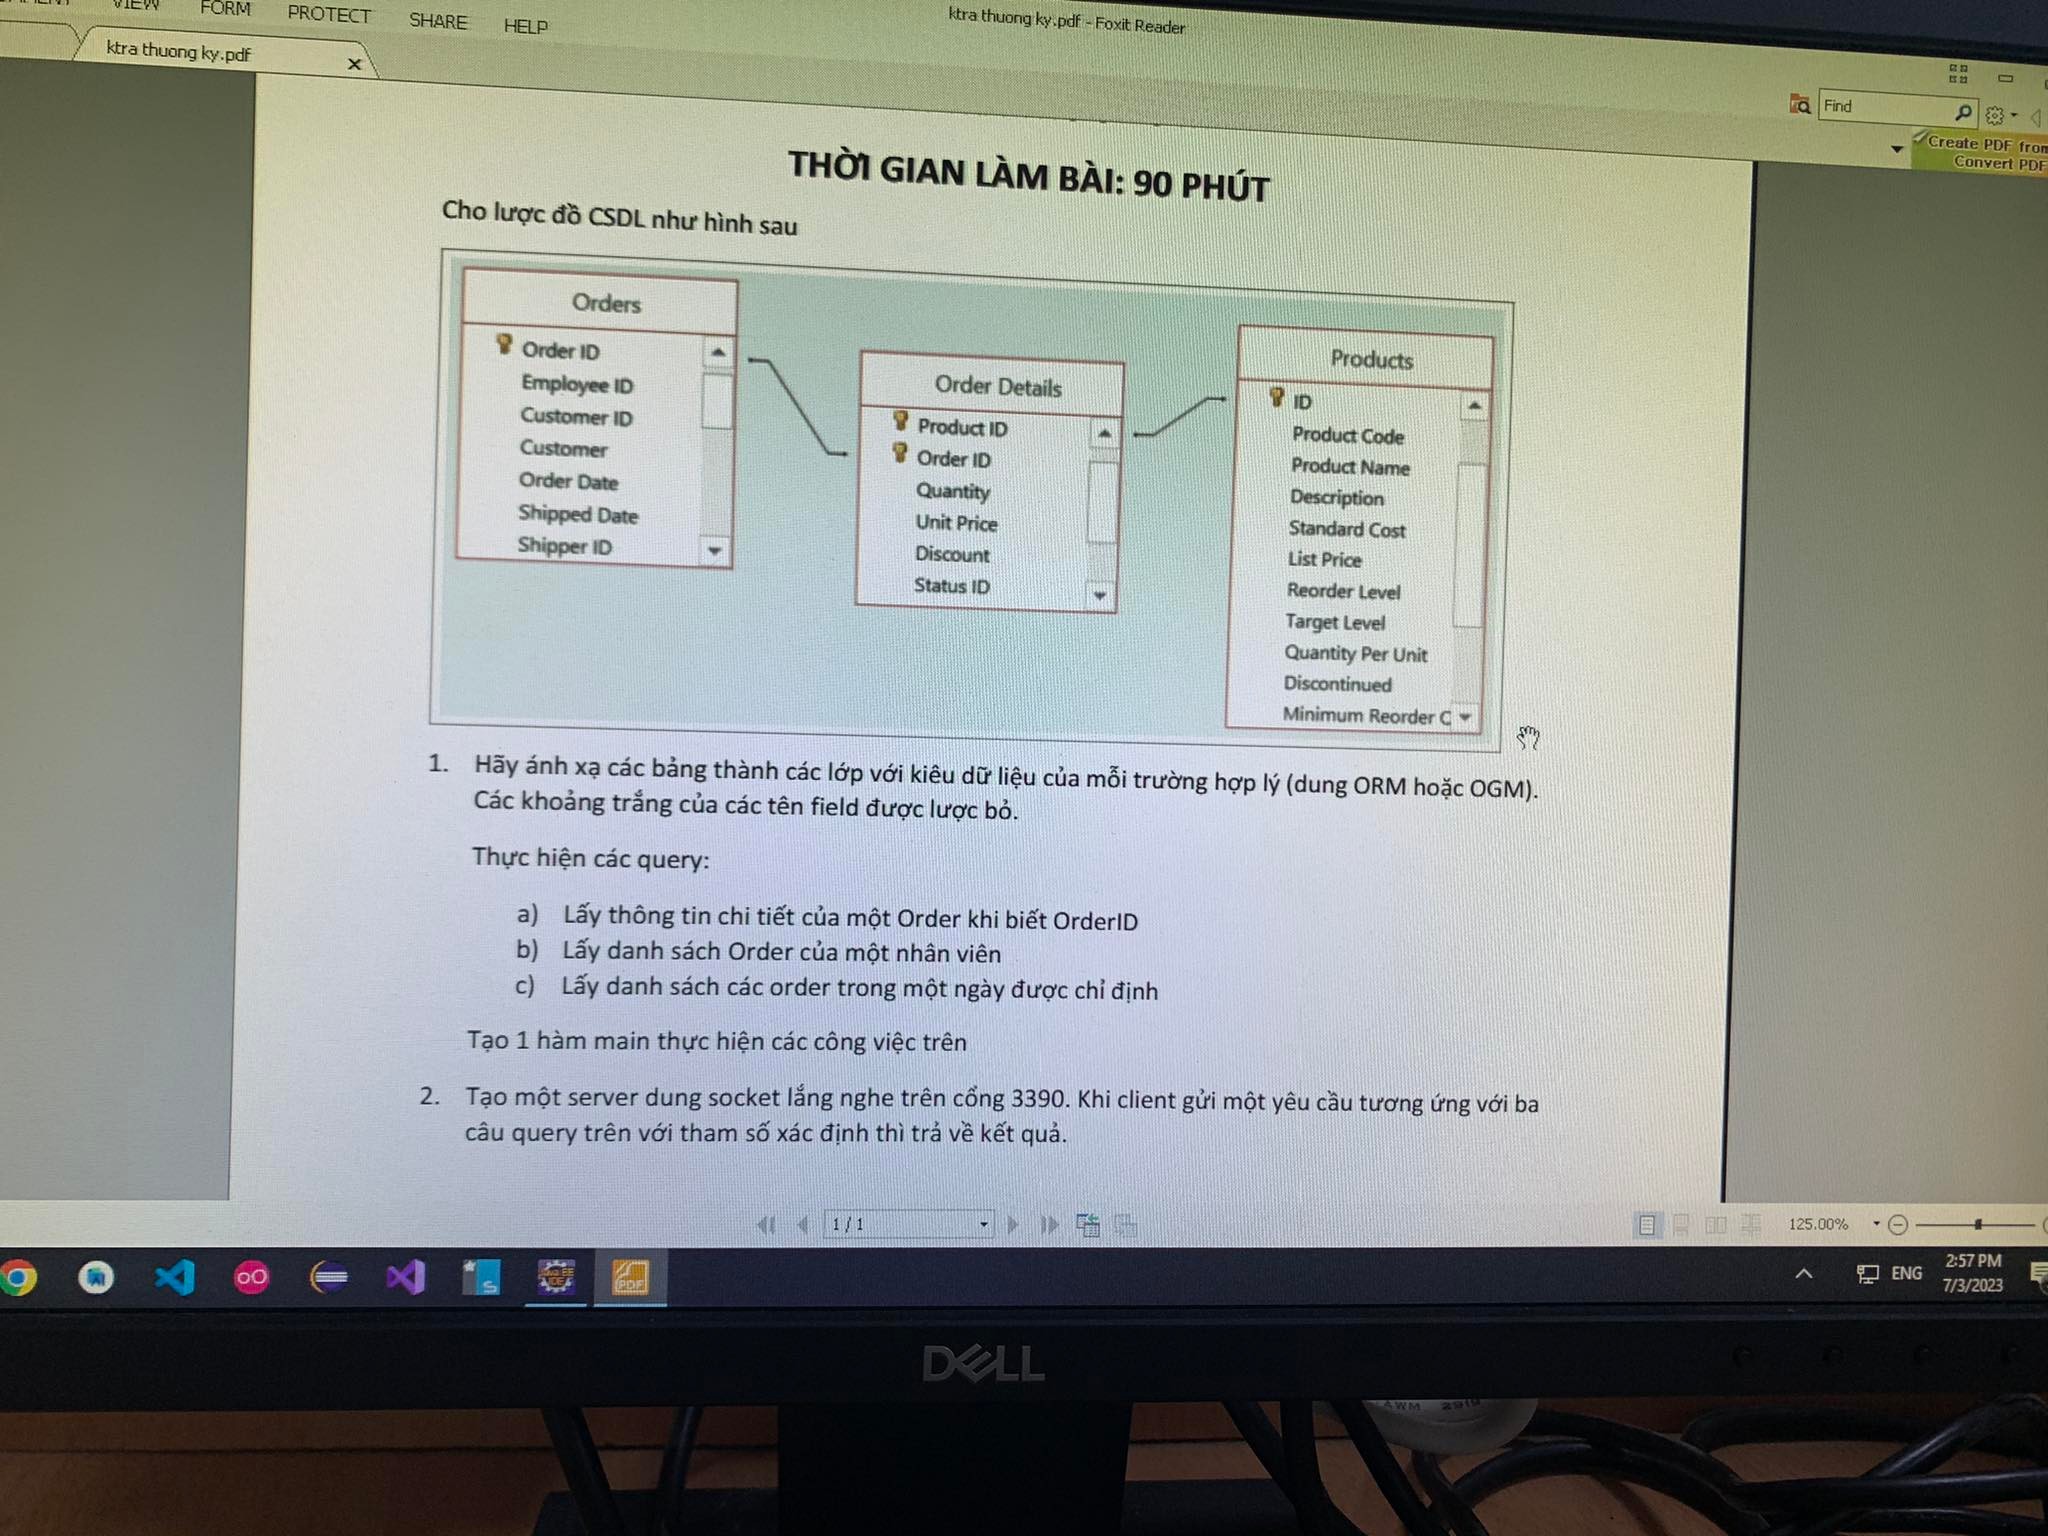 VIEW FORM PROTECT SHARE HELP
ktra thuong ky.pdf - Foxit Reader
ktra thuong ky.pdf
Find
Create PDF from
Convert PDF
THỜI GIAN LÀM BÀI: 90 PHÚT
Cho lược đồ CSDL như hình sau
Orders
Order ID
Employee ID
Customer ID
Customer
Order Date
Shipped Date
Shipper ID
Order Details
Product ID
Order ID
Quantity
Unit Price
Discount
Status ID
Products
ID
Product Code
Product Name
Description
Standard Cost
List Price
Reorder Level
Target Level
Quantity Per Unit
Discontinued
Minimum Reorder
1. Hãy ánh xạ các bảng thành các lớp với kiêu dữ liệu của mỗi trường hợp lý (dung ORM hoặc OGM).
Các khoảng trắng của các tên field được lược bỏ.
Thực hiện các query:
a) Lấy thông tin chi tiết của một Order khi biết OrderID
b) Lấy danh sách Order của một nhân viên
c) Lấy danh sách các order trong một ngày được chỉ định
Tạo 1 hàm main thực hiện các công việc trên
2. Tạo một server dung socket lắng nghe trên cổng 3390. Khi client gửi một yêu cầu tương ứng với ba
câu query trên với tham số xác định thì trả về kết quả.
1 / 1
125.00%
Java EE
IDE
PDF
ENG
2:57 PM
7/3/2023
DELL
AWM